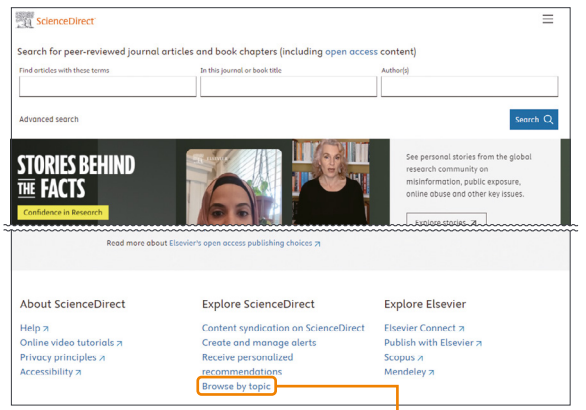 ScienceDirect
Search for peer-reviewed journal articles and book chapters (including open access content)
Find articles with these terms
In this journal or book title
Author(s)
Advanced search
Search
STORIES BEHIND
THE FACTS
Confidence in Research
See personal stories from the global
research community on
misinformation, public exposure,
online abuse and other key issues.
Explore stories ↗
Read more about Elsevier's open access publishing choices ↗
About ScienceDirect
Help ↗
Online video tutorials ↗
Privacy principles ↗
Accessibility ↗
Explore ScienceDirect
Content syndication on ScienceDirect
Create and manage alerts
Receive personalized
recommendations
Browse by topic
Explore Elsevier
Elsevier Connect ↗
Publish with Elsevier ↗
Scopus ↗
Mendeley ↗